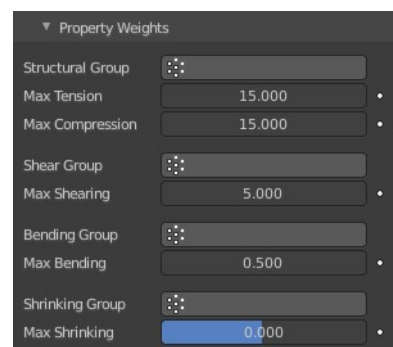 Property Weights
Structural Group
Max Tension 15.000
Max Compression 15.000
Shear Group
Max Shearing 5.000
Bending Group
Max Bending 0.500
Shrinking Group
Max Shrinking 0.000